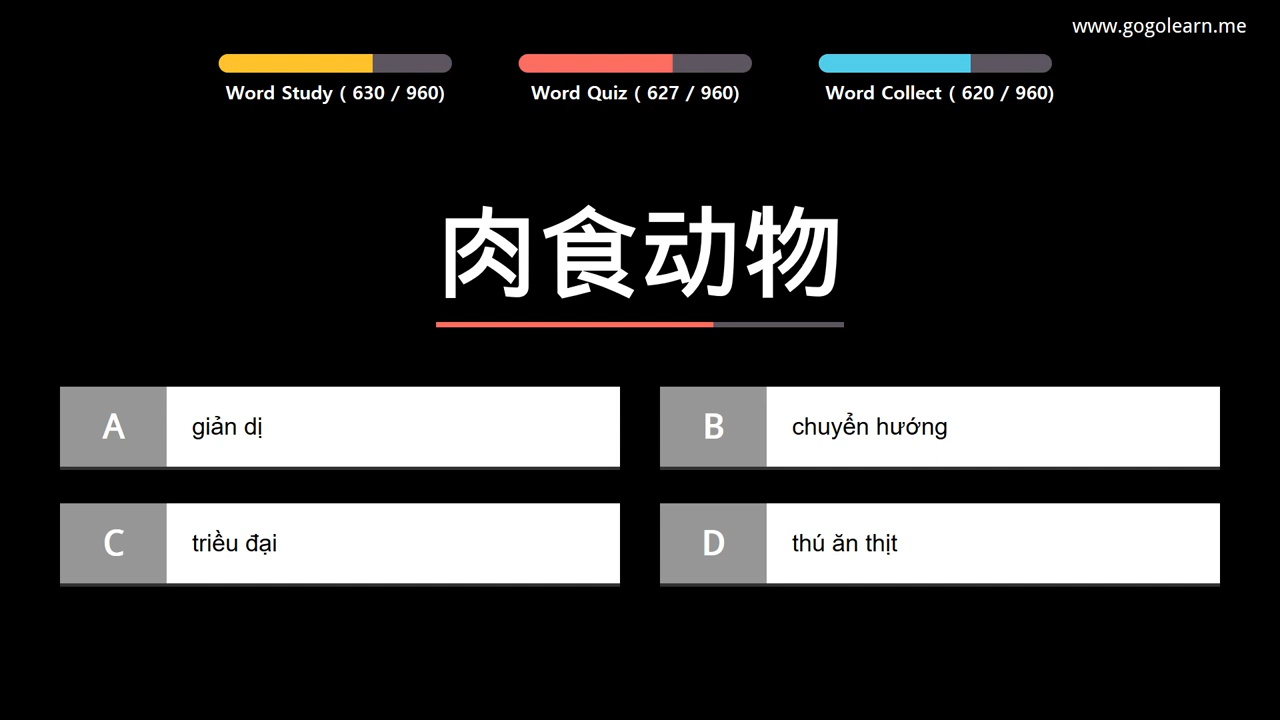 www.gogolearn.me
Word Study ( 630 / 960)
Word Quiz ( 627 / 960)
Word Collect ( 620 / 960)
肉食动物
A
giản dị
B
chuyển hướng
C
triều đại
D
thú ăn thịt